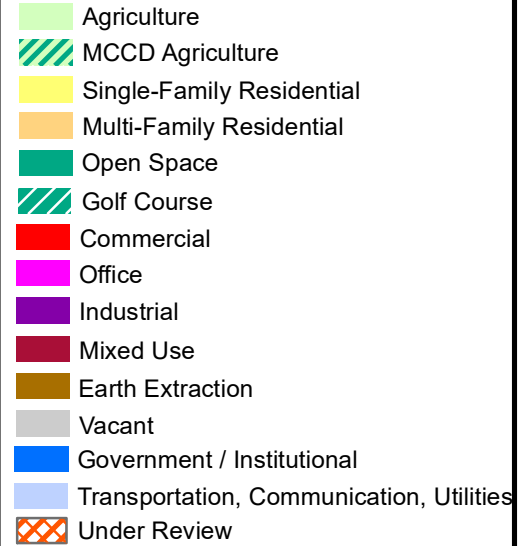 Agriculture
MCCD Agriculture
Single-Family Residential
Multi-Family Residential
Open Space
Golf Course
Commercial
Office
Industrial
Mixed Use
Earth Extraction
Vacant
Government / Institutional
Transportation, Communication, Utilities
Under Review